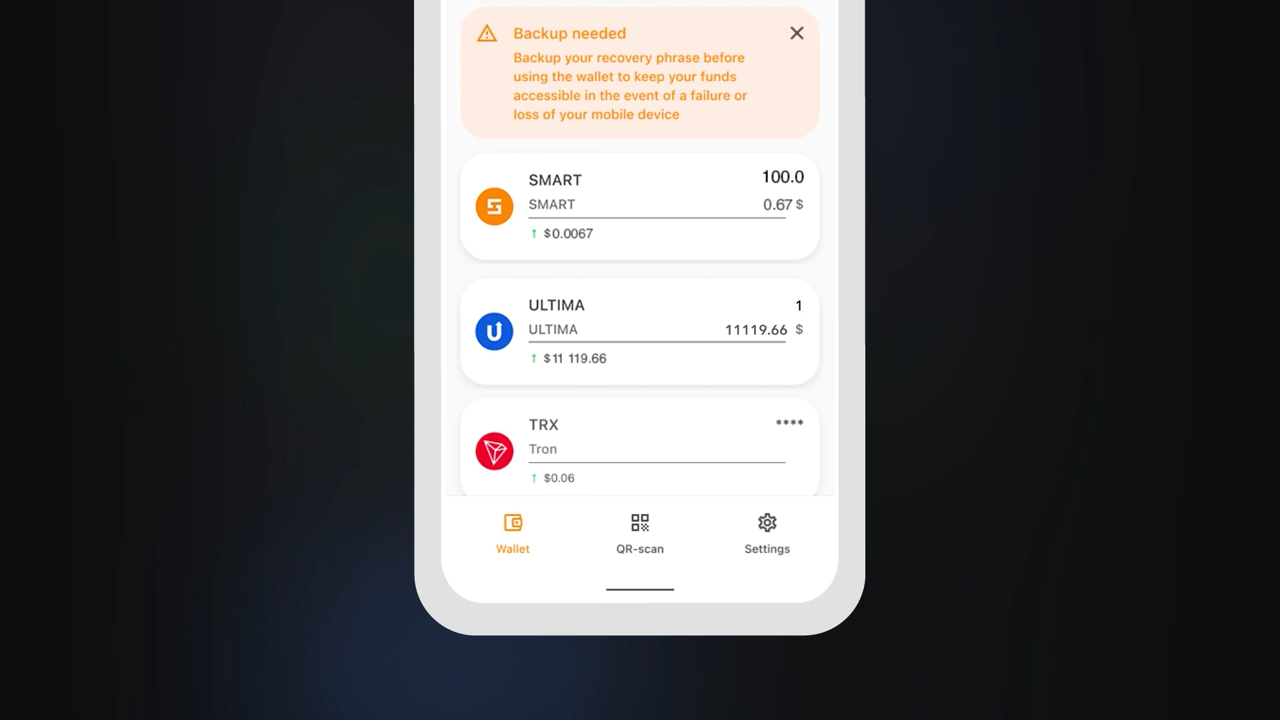 Backup needed
Backup your recovery phrase before
using the wallet to keep your funds
accessible in the event of a failure or
loss of your mobile device
SMART 100.0
SMART 0.67 $
↑ $0.0067
ULTIMA 1
ULTIMA 11119.66 $
↑ $11 119.66
TRX ****
Tron
↑ $0.06
Wallet QR-scan Settings